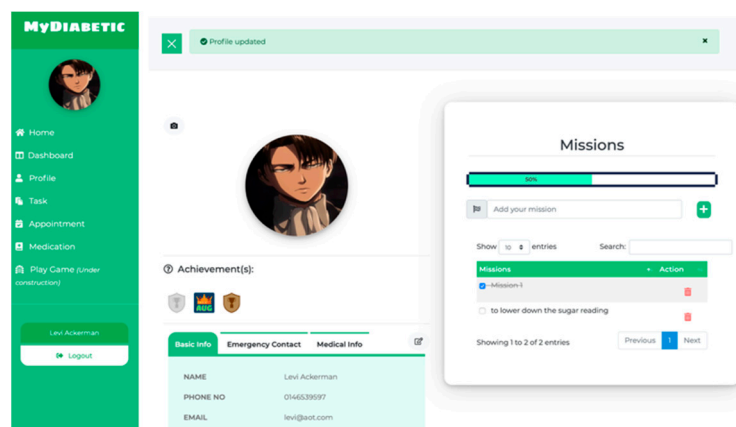 MyDiabetic
Home
Dashboard
Profile
Task
Appointment
Medication
Play Game (Under
construction)
Levi Ackerman
Logout
Profile updated
Achievement(s):
AUG
Basic Info
Emergency Contact
Medical Info
NAME Levi Ackerman
PHONE NO 0146539597
EMAIL levi@aot.com
Missions
50%
Add your mission
Show 10 entries Search:
Missions Action
Mission 1
to lower down the sugar reading
Showing 1 to 2 of 2 entries
Previous 1 Next